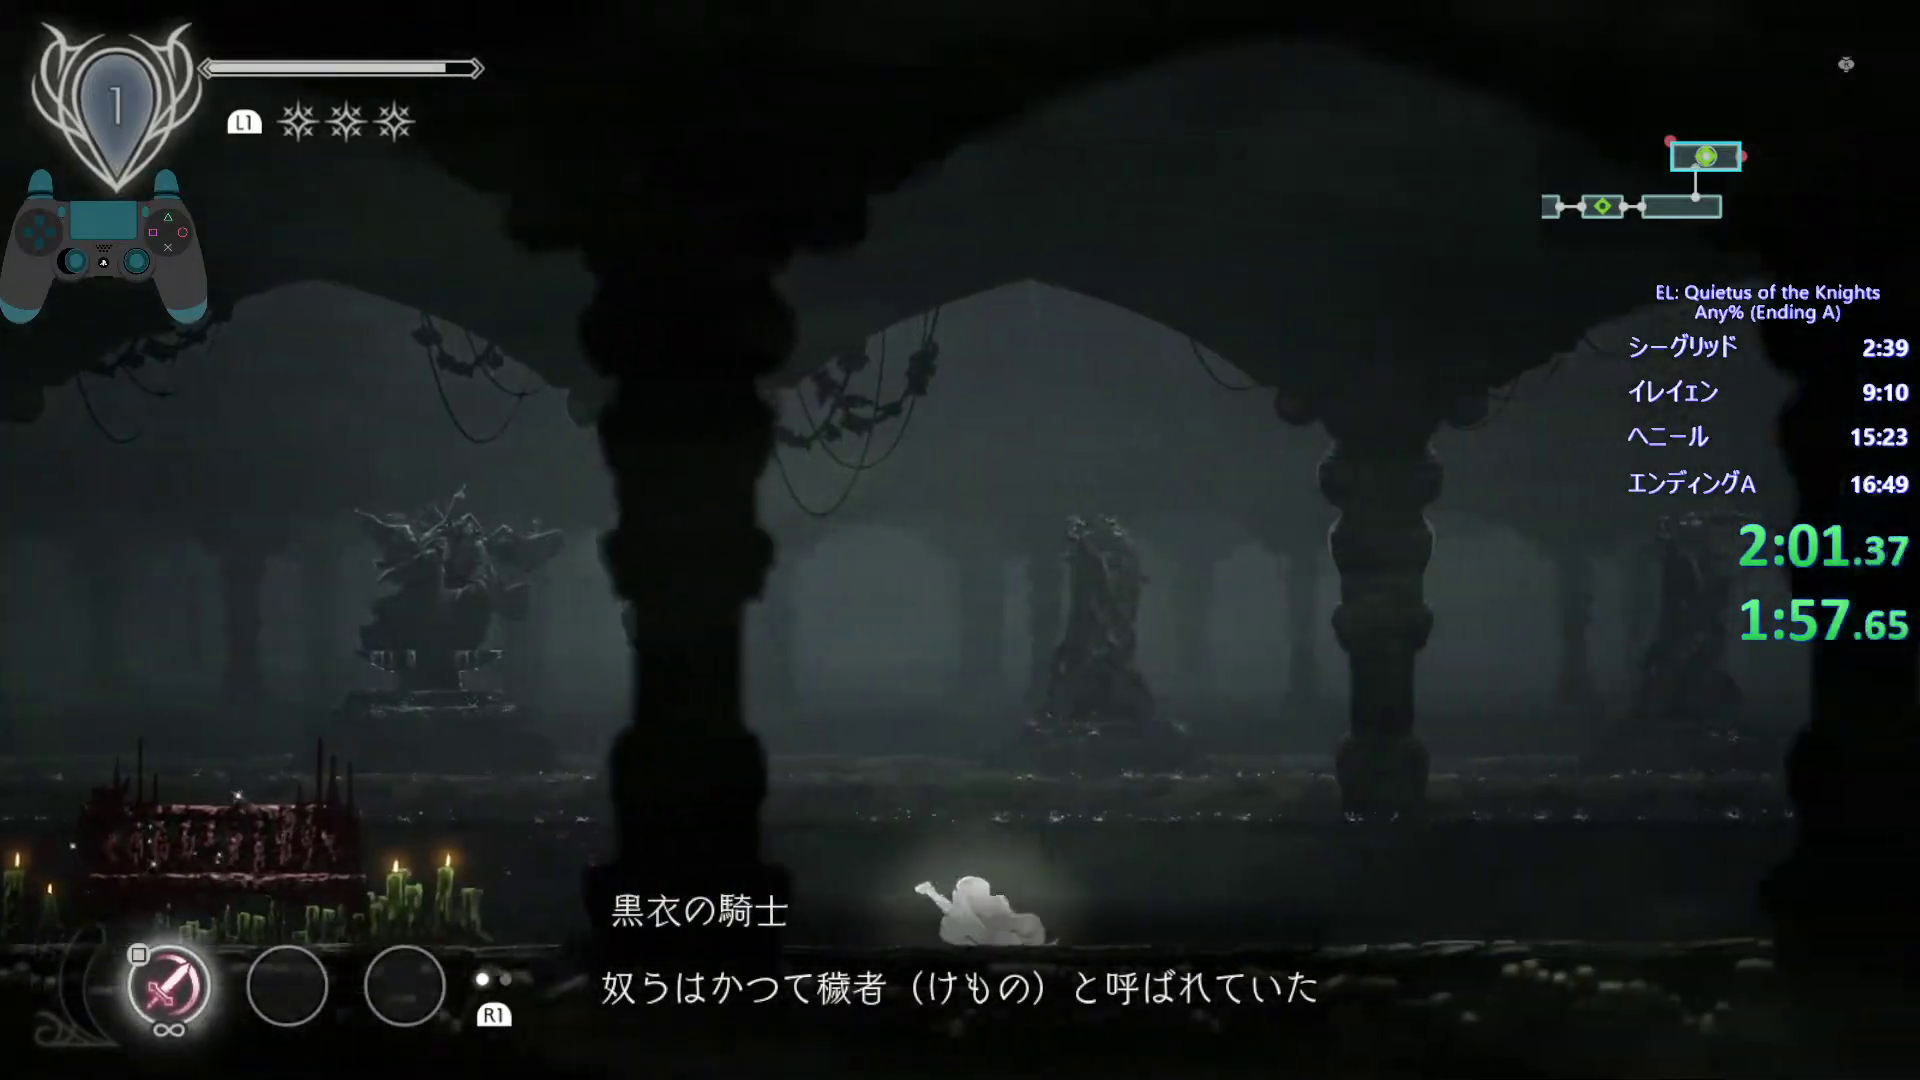 1
L1
EL: Quietus of the Knights
Any% (Ending A)
シーグリッド 2:39
イレイェン 9:10
ヘニール 15:23
エンディングA 16:49
2:01.37
1:57.65
黒衣の騎士
奴らはかつて穢者（けもの）と呼ばれていた
∞
R1